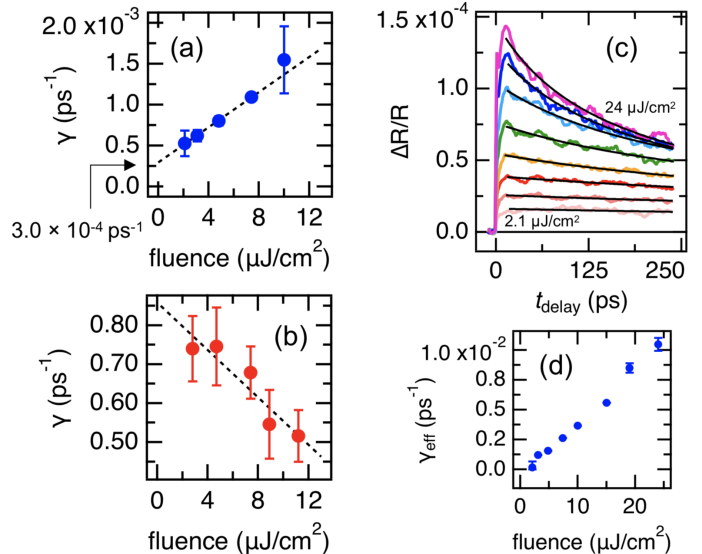 2.0 x10⁻³
(a)
1.5
1.0
0.5
0.0
γ (ps⁻¹)
3.0 × 10⁻⁴ ps⁻¹
0 4 8 12
fluence (μJ/cm²)
1.5 x10⁻⁴
(c)
1.0
0.5
0.0
ΔR/R
24 μJ/cm²
2.1 μJ/cm²
0 125 250
t_delay (ps)
(b)
0.80
0.70
0.60
0.50
γ (ps⁻¹)
0 4 8 12
fluence (μJ/cm²)
(d)
1.0 x10⁻²
0.8
0.5
0.2
0.0
γ_eff (ps⁻¹)
0 10 20
fluence (μJ/cm²)